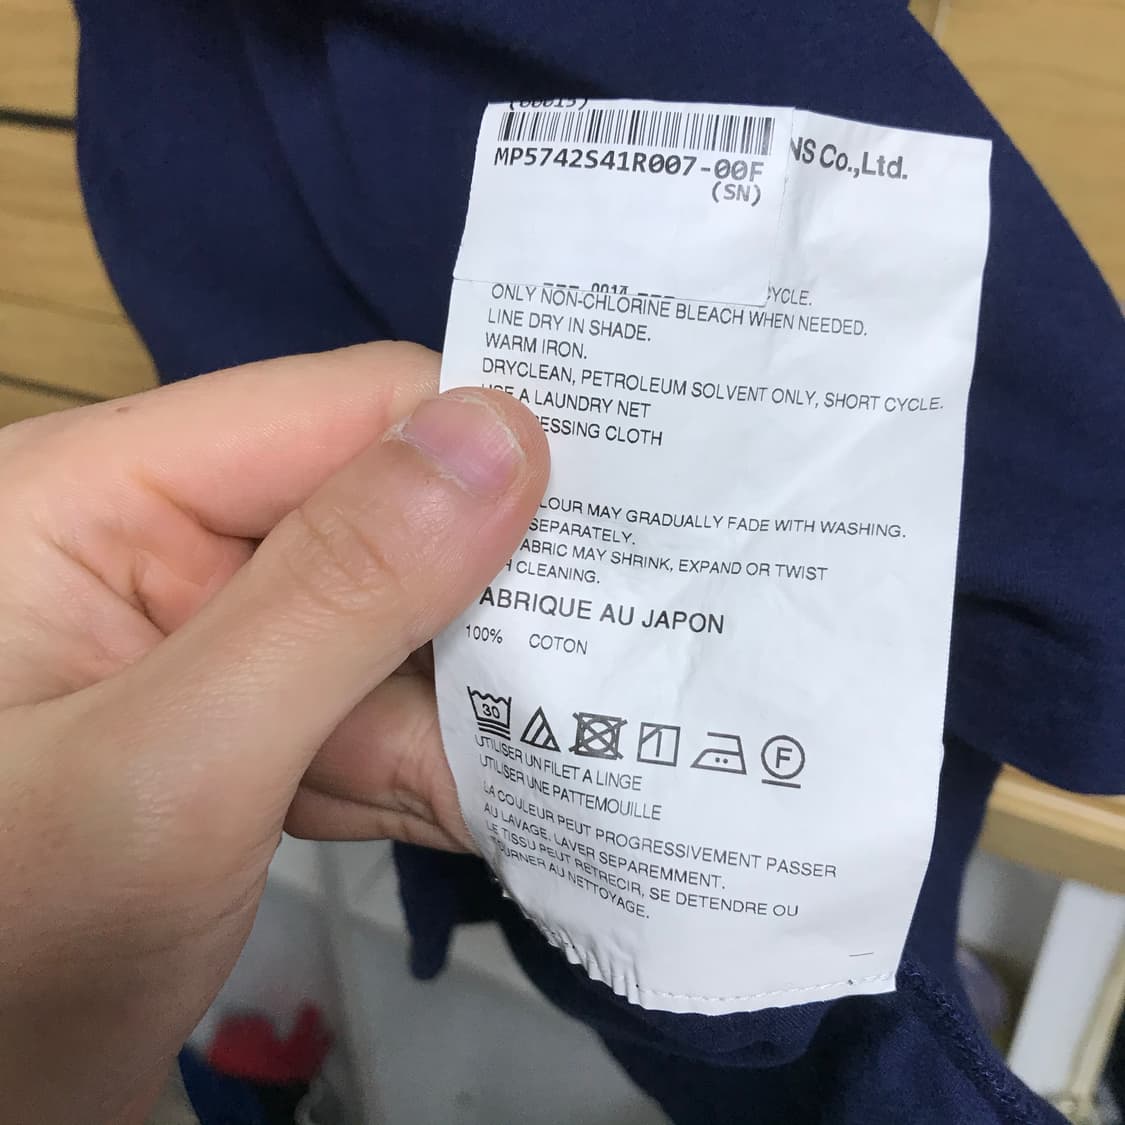 (00015)
MP5742S41R007-00F
(SN)
NS Co.,Ltd.
CYCLE.
ONLY NON-CHLORINE BLEACH WHEN NEEDED.
LINE DRY IN SHADE.
WARM IRON.
DRYCLEAN, PETROLEUM SOLVENT ONLY, SHORT CYCLE.
USE A LAUNDRY NET
ESSING CLOTH
LOUR MAY GRADUALLY FADE WITH WASHING.
SEPARATELY.
ABRIC MAY SHRINK, EXPAND OR TWIST
H CLEANING.
ABRIQUE AU JAPON
100% COTON
30
F
UTILISER UN FILET A LINGE
UTILISER UNE PATTEMOUILLE
LA COULEUR PEUT PROGRESSIVEMENT PASSER
AU LAVAGE. LAVER SEPAREMMENT.
LE TISSU PEUT RETRECIR, SE DETENDRE OU
TOURNER AU NETTOYAGE.